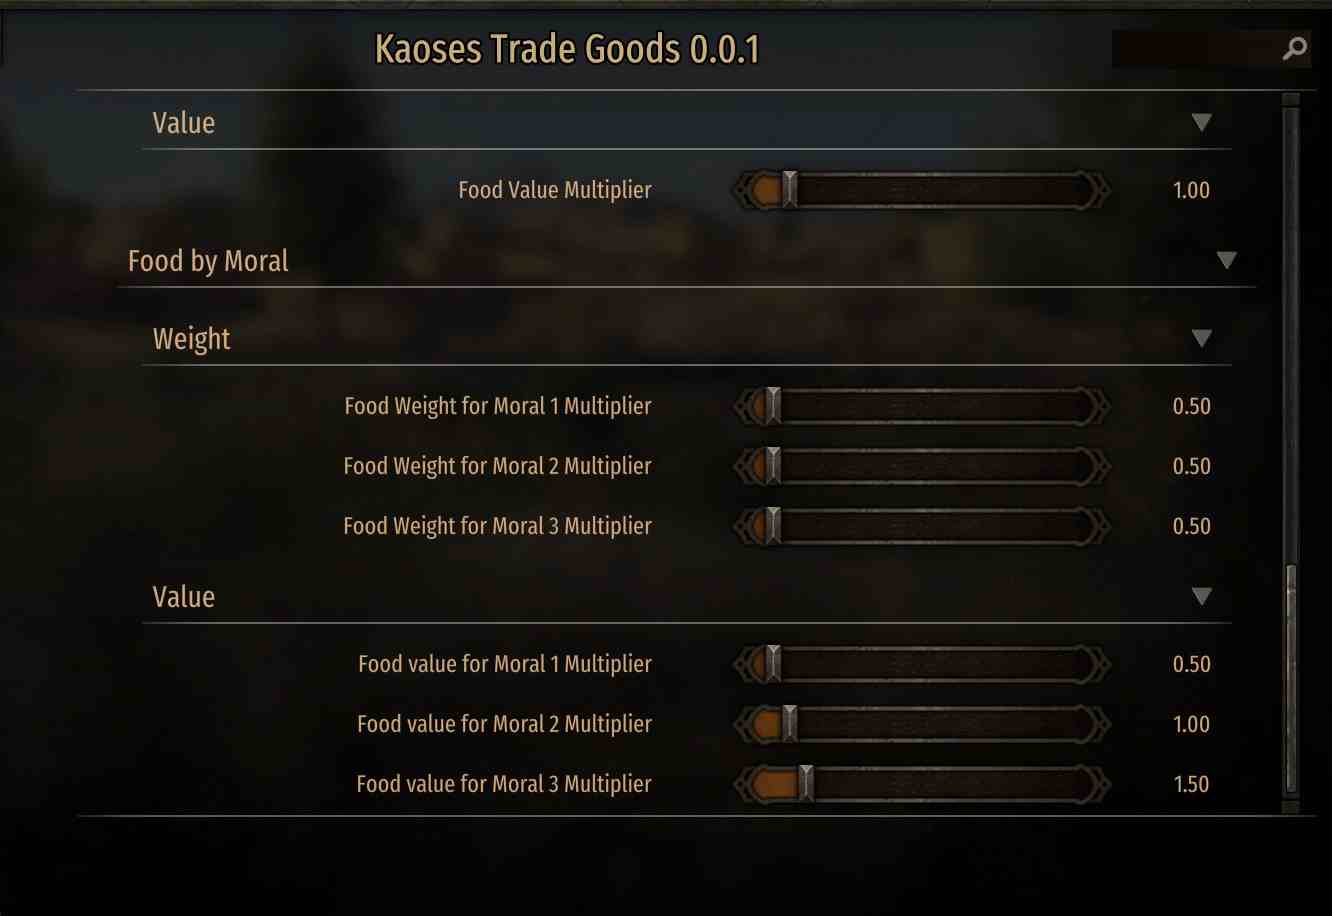 Kaoses Trade Goods 0.0.1
Value
Food Value Multiplier 1.00
Food by Moral
Weight
Food Weight for Moral 1 Multiplier 0.50
Food Weight for Moral 2 Multiplier 0.50
Food Weight for Moral 3 Multiplier 0.50
Value
Food value for Moral 1 Multiplier 0.50
Food value for Moral 2 Multiplier 1.00
Food value for Moral 3 Multiplier 1.50